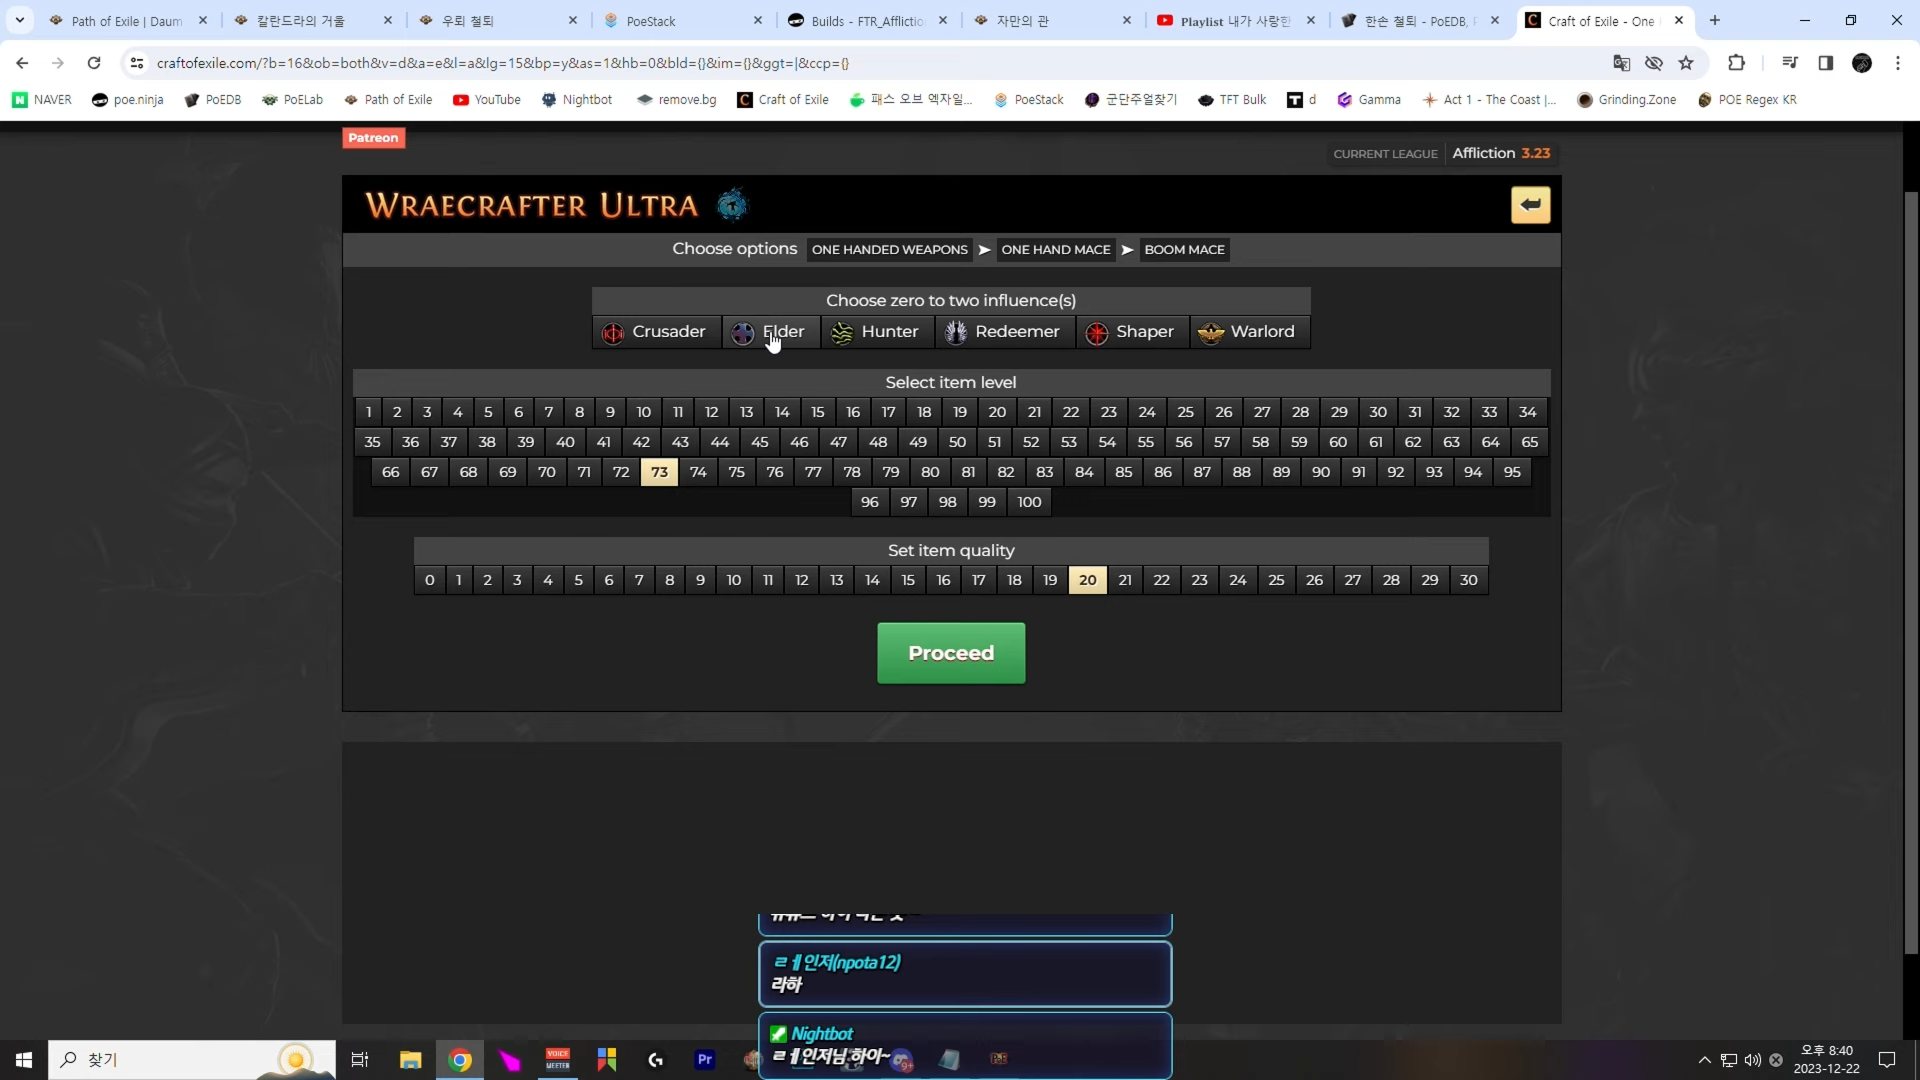 Path of Exile | Daum
칼란드라의 거울
우뢰 철퇴
PoeStack
Builds - FTR_Afflictio
자만의 관
Playlist 내가 사랑한
한손 철퇴 - PoEDB, P
Craft of Exile - One
craftofexile.com/?b=16&ob=both&v=d&a=e&l=a&lg=15&bp=y&as=1&hb=0&bld={}&im={}&ggt=|&ccp={}
NAVER
poe.ninja
PoEDB
PoELab
Path of Exile
YouTube
Nightbot
remove.bg
Craft of Exile
패스 오브 엑자일...
PoeStack
군단주얼찾기
TFT Bulk
d
Gamma
Act 1 - The Coast |...
Grinding.Zone
POE Regex KR
Patreon
CURRENT LEAGUE Affliction 3.23
WRAECRAFTER ULTRA
Choose options ONE HANDED WEAPONS ONE HAND MACE BOOM MACE
Choose zero to two influence(s)
Crusader Elder Hunter Redeemer Shaper Warlord
Select item level
1 2 3 4 5 6 7 8 9 10 11 12 13 14 15 16 17 18 19 20 21 22 23 24 25 26 27 28 29 30 31 32 33 34
35 36 37 38 39 40 41 42 43 44 45 46 47 48 49 50 51 52 53 54 55 56 57 58 59 60 61 62 63 64 65
66 67 68 69 70 71 72 73 74 75 76 77 78 79 80 81 82 83 84 85 86 87 88 89 90 91 92 93 94 95
96 97 98 99 100
Set item quality
0 1 2 3 4 5 6 7 8 9 10 11 12 13 14 15 16 17 18 19 20 21 22 23 24 25 26 27 28 29 30
Proceed
ㄹㅔ인저(npota12)
라하
Nightbot
ㄹㅔ인저님 하이~
찾기
VOICE
MEETER
Pr
오후 8:40
2023-12-22